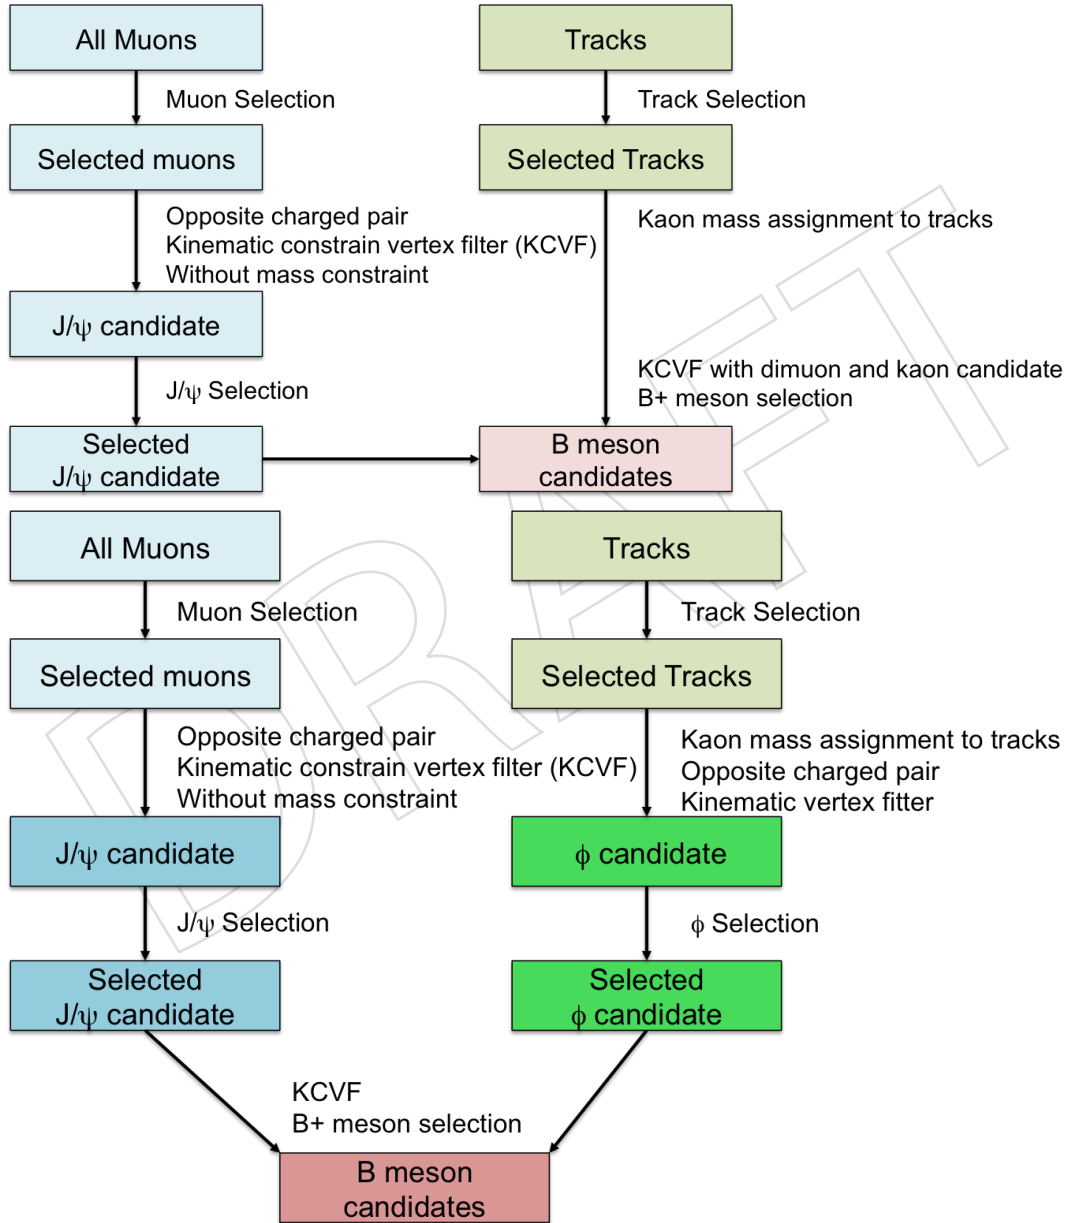 All Muons
Tracks
Muon Selection
Track Selection
Selected muons
Selected Tracks
Opposite charged pair
Kinematic constrain vertex filter (KCVF)
Without mass constraint
Kaon mass assignment to tracks
J/ψ candidate
J/ψ Selection
KCVF with dimuon and kaon candidate
B+ meson selection
Selected
J/ψ candidate
B meson
candidates
All Muons
Tracks
Muon Selection
Track Selection
Selected muons
Selected Tracks
Opposite charged pair
Kinematic constrain vertex filter (KCVF)
Without mass constraint
Kaon mass assignment to tracks
Opposite charged pair
Kinematic vertex fitter
J/ψ candidate
ϕ candidate
J/ψ Selection
ϕ Selection
Selected
J/ψ candidate
Selected
ϕ candidate
KCVF
B+ meson selection
B meson
candidates
DRAFT